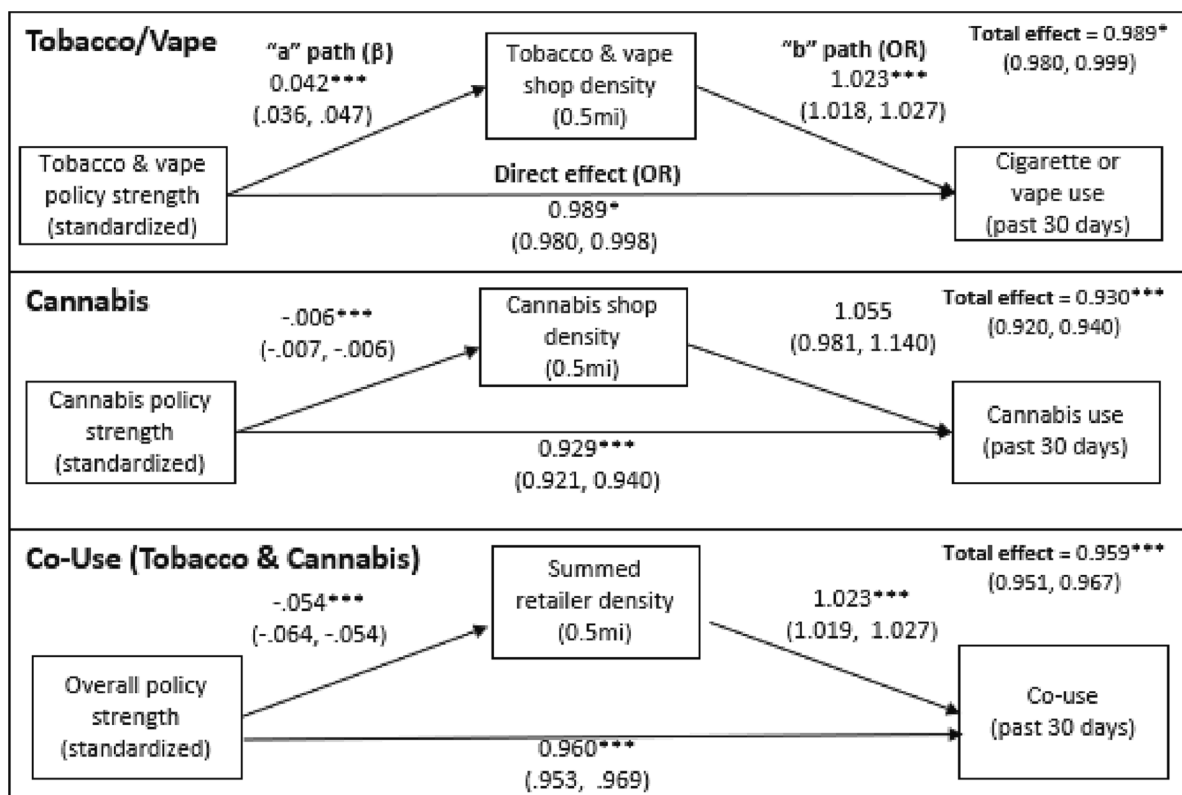 Tobacco/Vape
"a" path (β)
0.042***
(.036, .047)
Tobacco & vape
shop density
(0.5mi)
"b" path (OR)
1.023***
(1.018, 1.027)
Total effect = 0.989*
(0.980, 0.999)
Tobacco & vape
policy strength
(standardized)
Direct effect (OR)
0.989*
(0.980, 0.998)
Cigarette or
vape use
(past 30 days)
Cannabis
-.006***
(-.007, -.006)
Cannabis shop
density
(0.5mi)
1.055
(0.981, 1.140)
Total effect = 0.930***
(0.920, 0.940)
Cannabis policy
strength
(standardized)
0.929***
(0.921, 0.940)
Cannabis use
(past 30 days)
Co-Use (Tobacco & Cannabis)
-.054***
(-.064, -.054)
Summed
retailer density
(0.5mi)
1.023***
(1.019, 1.027)
Total effect = 0.959***
(0.951, 0.967)
Overall policy
strength
(standardized)
0.960***
(.953, .969)
Co-use
(past 30 days)